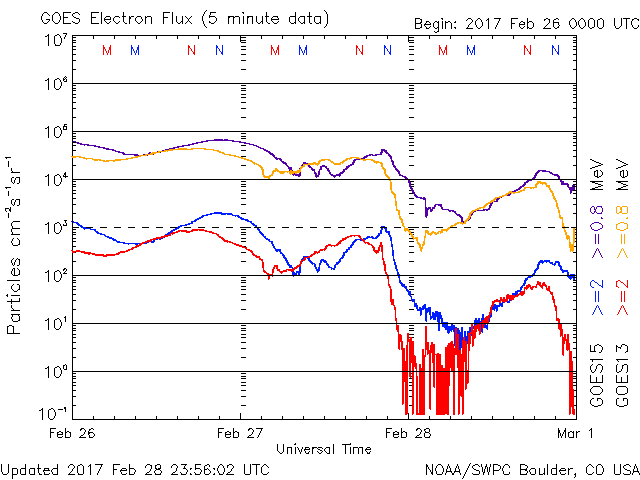 GOES Electron Flux (5 minute data)
Begin: 2017 Feb 26 0000 UTC
10⁷
10⁶
10⁵
10⁴
10³
10²
10¹
10⁰
10⁻¹
M M N N M M N N M M N N
Particles cm⁻²s⁻¹sr⁻¹
Feb 26 Feb 27 Feb 28 Mar 1
Universal Time
GOES15 >=2 >=0.8 MeV
GOES13 >=2 >=0.8 MeV
Updated 2017 Feb 28 23:56:02 UTC
NOAA/SWPC Boulder, CO USA